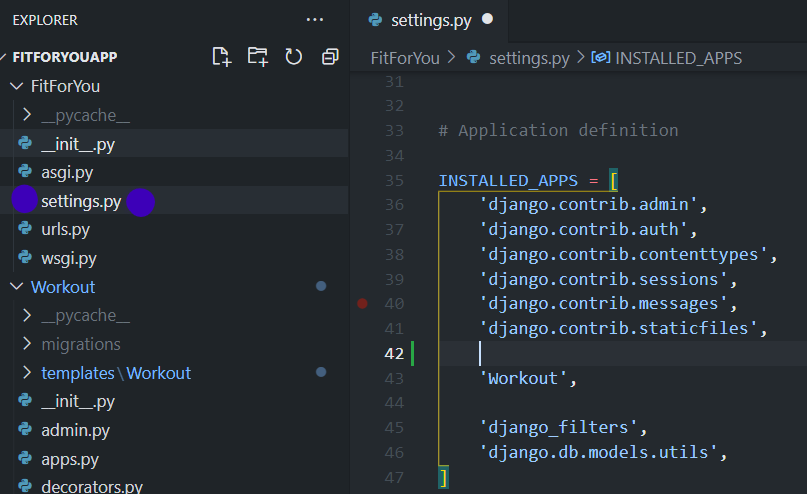 EXPLORER
FITFORYOUAPP
FitForYou
__pycache__
__init__.py
asgi.py
settings.py
urls.py
wsgi.py
Workout
__pycache__
migrations
templates\Workout
__init__.py
admin.py
apps.py
decorators.py
settings.py
FitForYou > settings.py > INSTALLED_APPS
31
32
33 # Application definition
34
35 INSTALLED_APPS = [
36 'django.contrib.admin',
37 'django.contrib.auth',
38 'django.contrib.contenttypes',
39 'django.contrib.sessions',
40 'django.contrib.messages',
41 'django.contrib.staticfiles',
42
43 'Workout',
44
45 'django_filters',
46 'django.db.models.utils',
47 ]